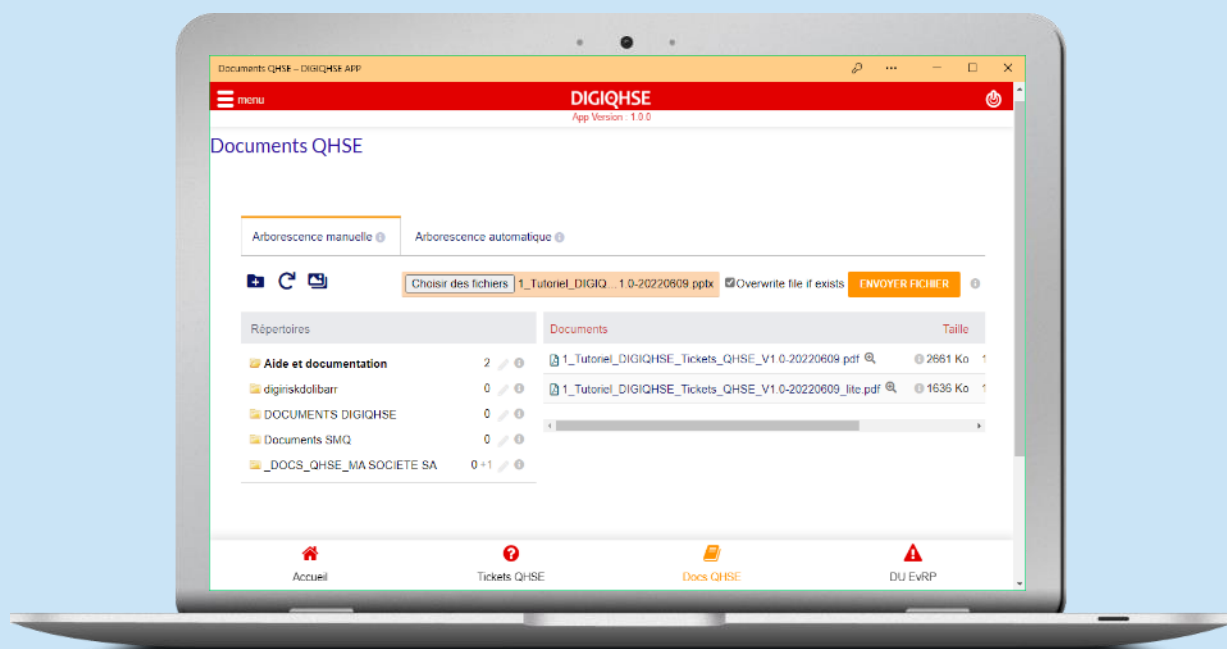 Documents QHSE – DIGIQHSE APP
menu
DIGIQHSE
App Version : 1.0.0
Documents QHSE
Arborescence manuelle
Arborescence automatique
Choisir des fichiers 1_Tutoriel_DIGIQ... 1.0-20220609 pptx Overwrite file if exists ENVOYER FICHIER
Répertoires
Documents Taille
Aide et documentation 2
1_Tutoriel_DIGIQHSE_Tickets_QHSE_V1.0-20220609.pdf 2661 Ko 1
digiriskdolibarr 0
1_Tutoriel_DIGIQHSE_Tickets_QHSE_V1.0-20220609_lite.pdf 1636 Ko 1
DOCUMENTS DIGIQHSE 0
Documents SMQ 0
_DOCS_QHSE_MA SOCIETE SA 0 +1
Accueil
Tickets QHSE
Docs QHSE
DU EvRP